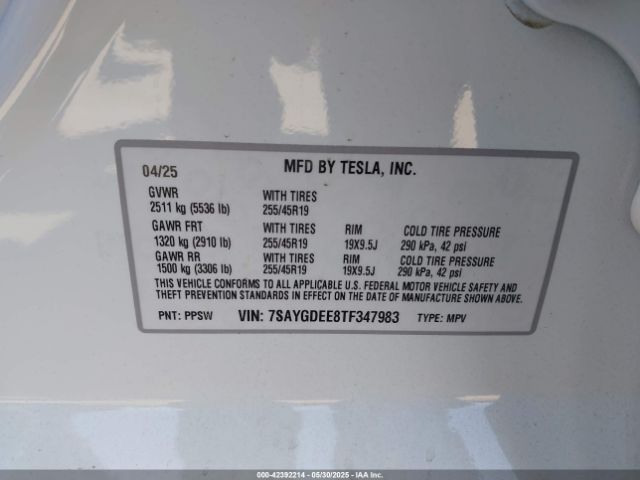 04/25 MFD BY TESLA, INC.
GVWR WITH TIRES
2511 kg (5536 lb) 255/45R19
GAWR FRT WITH TIRES RIM COLD TIRE PRESSURE
1320 kg (2910 lb) 255/45R19 19X9.5J 290 kPa, 42 psi
GAWR RR WITH TIRES RIM COLD TIRE PRESSURE
1500 kg (3306 lb) 255/45R19 19X9.5J 290 kPa, 42 psi
THIS VEHICLE CONFORMS TO ALL APPLICABLE U.S. FEDERAL MOTOR VEHICLE SAFETY AND
THEFT PREVENTION STANDARDS IN EFFECT ON THE DATE OF MANUFACTURE SHOWN ABOVE.
PNT: PPSW VIN: 7SAYGDEE8TF347983 TYPE: MPV
000-42392214 - 05/30/2025 - IAA Inc.